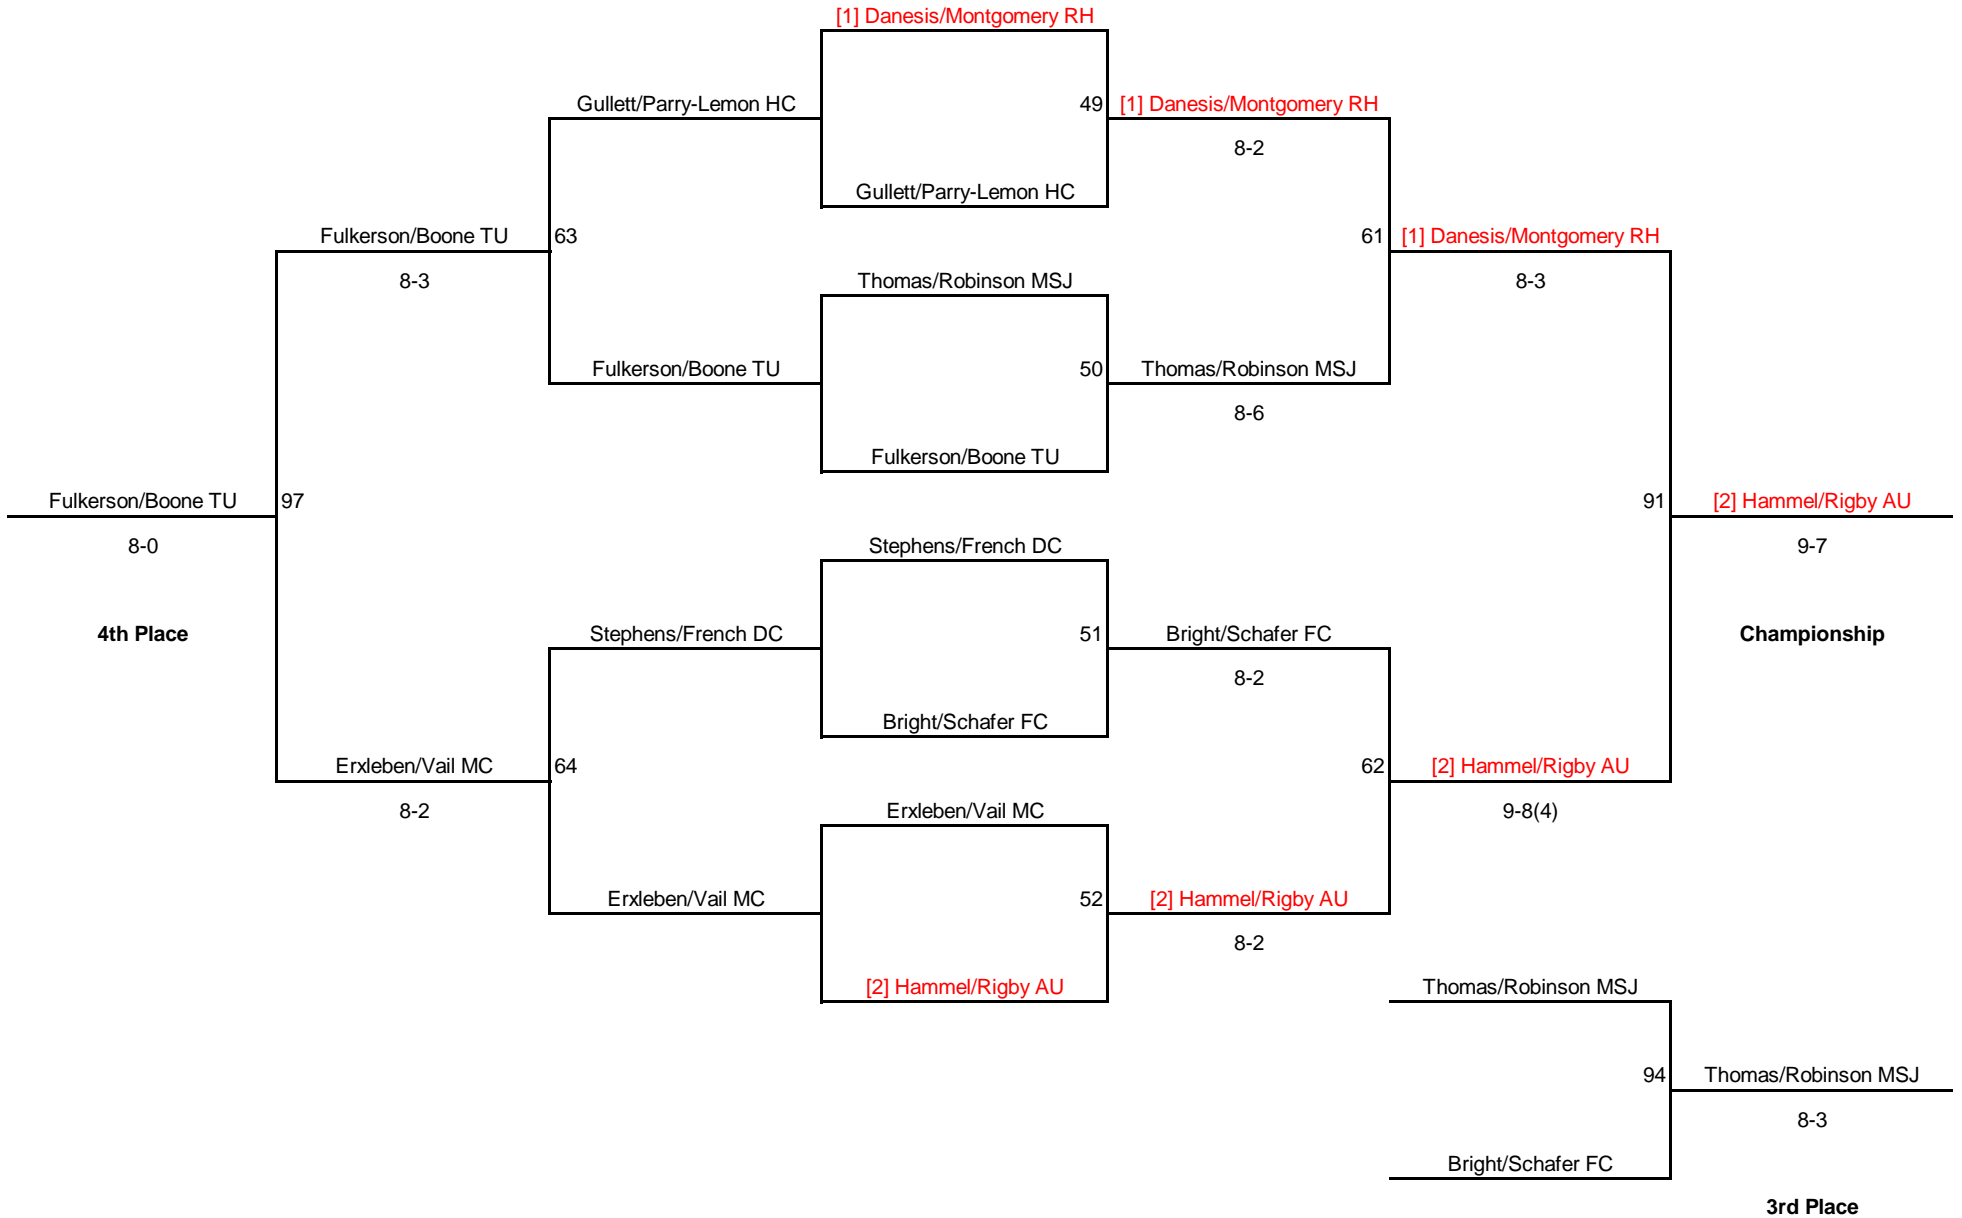 [1] Danesis/Montgomery RH
Gullett/Parry-Lemon HC
49
[1] Danesis/Montgomery RH
8-2
Gullett/Parry-Lemon HC
Fulkerson/Boone TU
63
61
[1] Danesis/Montgomery RH
8-3
Thomas/Robinson MSJ
8-3
Fulkerson/Boone TU
50
Thomas/Robinson MSJ
8-6
Fulkerson/Boone TU
Fulkerson/Boone TU
97
91
[2] Hammel/Rigby AU
8-0
Stephens/French DC
9-7
4th Place
Stephens/French DC
51
Bright/Schafer FC
Championship
8-2
Bright/Schafer FC
Erxleben/Vail MC
64
62
[2] Hammel/Rigby AU
8-2
Erxleben/Vail MC
9-8(4)
Erxleben/Vail MC
52
[2] Hammel/Rigby AU
8-2
[2] Hammel/Rigby AU
Thomas/Robinson MSJ
94
Thomas/Robinson MSJ
8-3
Bright/Schafer FC
3rd Place